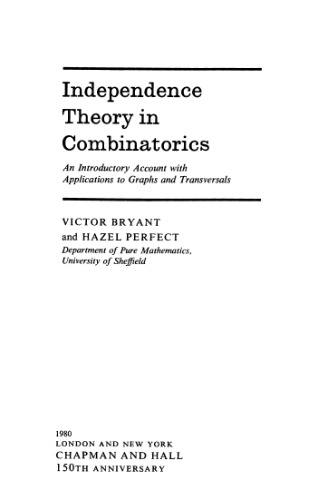 Independence
Theory in
Combinatorics
An Introductory Account with
Applications to Graphs and Transversals
VICTOR BRYANT
and HAZEL PERFECT
Department of Pure Mathematics,
University of Sheffield
1980
LONDON AND NEW YORK
CHAPMAN AND HALL
150TH ANNIVERSARY